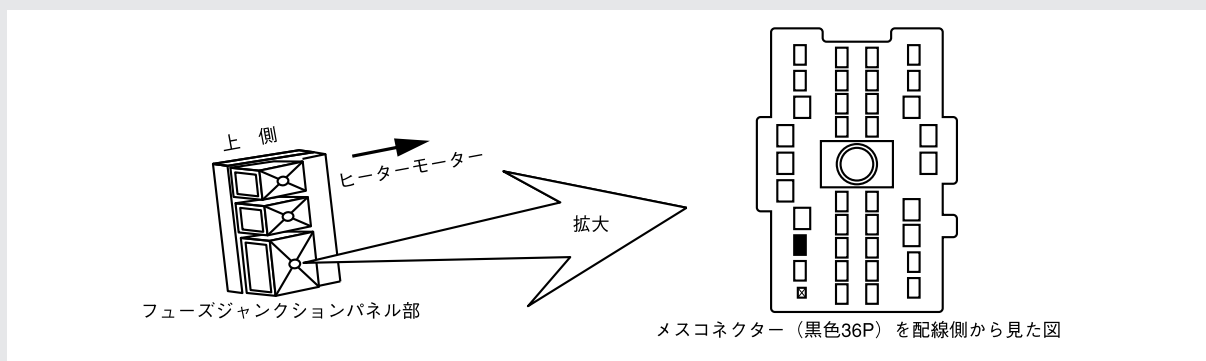 上 側
ヒーターモーター
拡大
フューズジャンクションパネル部
メスコネクター（黒色36P）を配線側から見た図